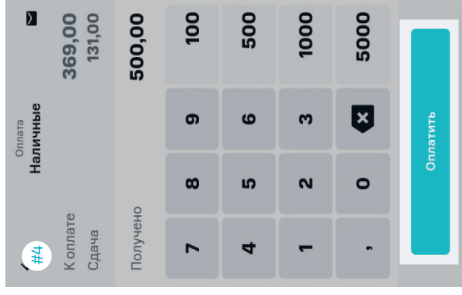 Оплата
Наличные
#4
К оплате 369,00
Сдача 131,00
Получено 500,00
7 8 9 100
4 5 6 500
1 2 3 1000
, 0 5000
Оплатить